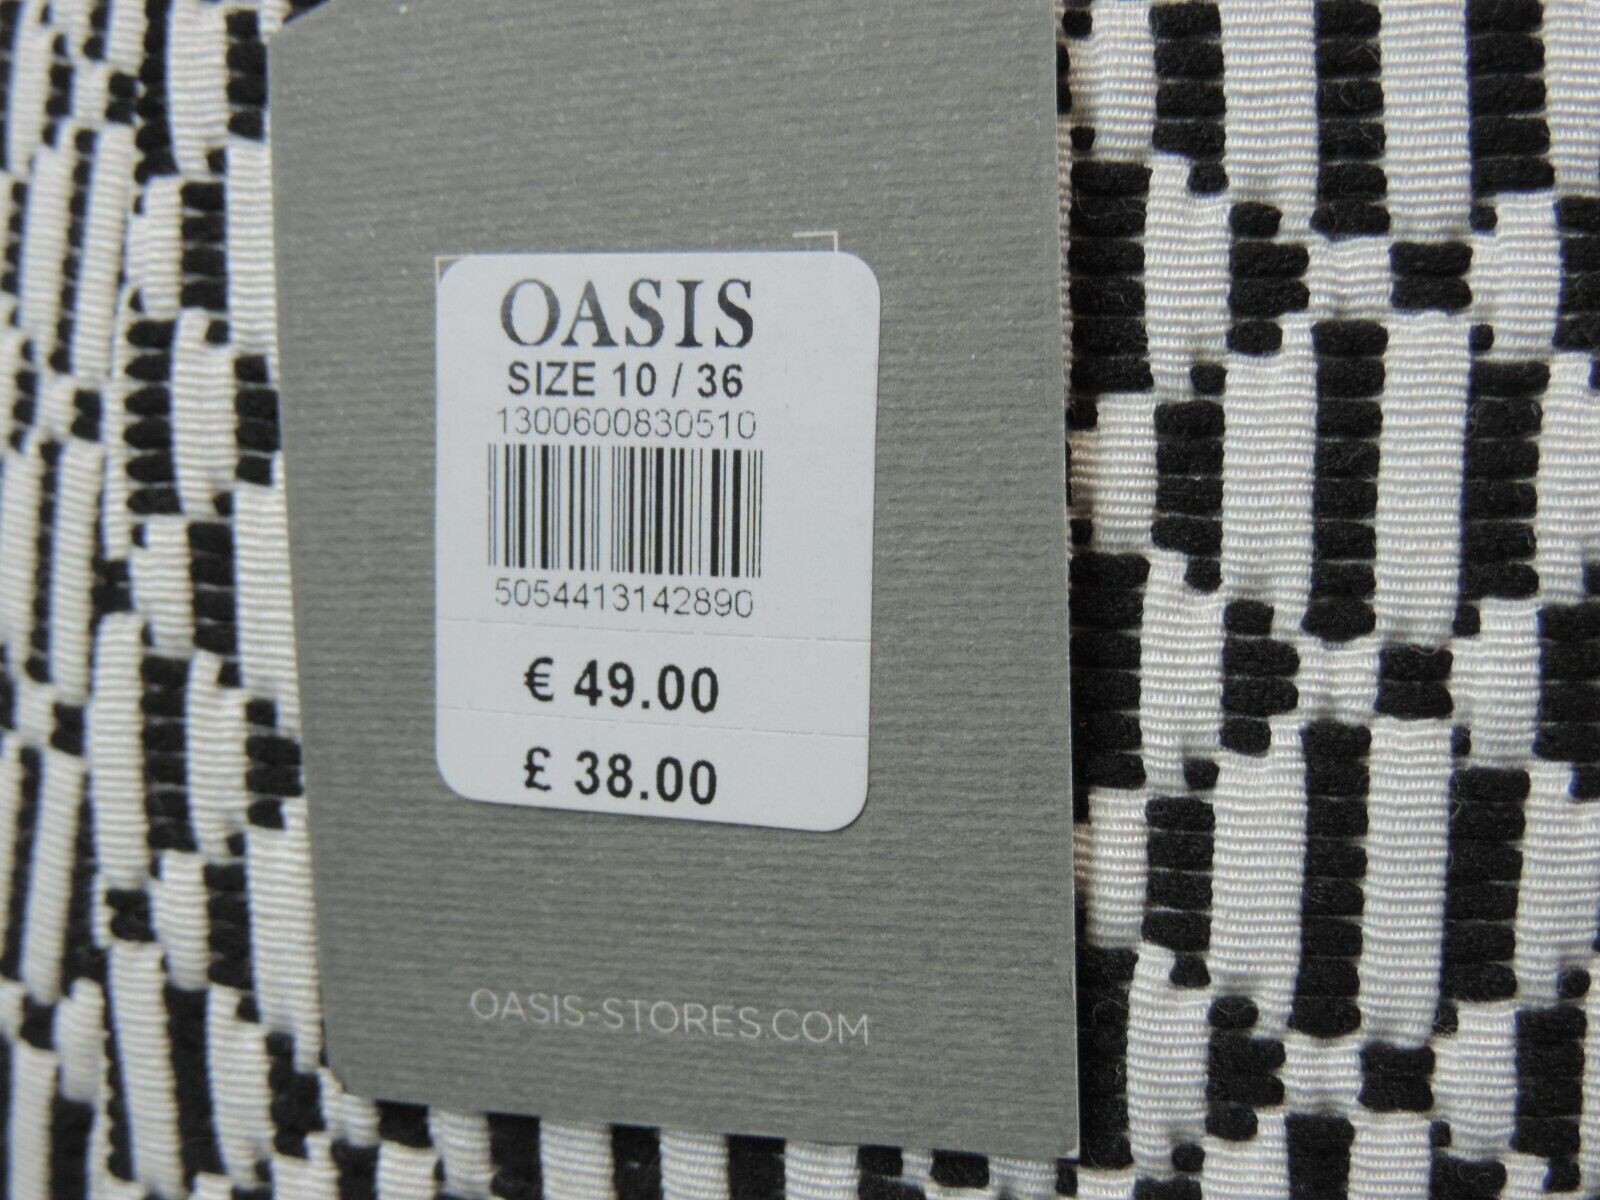 OASIS
SIZE 10 / 36
1300600830510
5054413142890
€ 49.00
£ 38.00
OASIS-STORES.COM